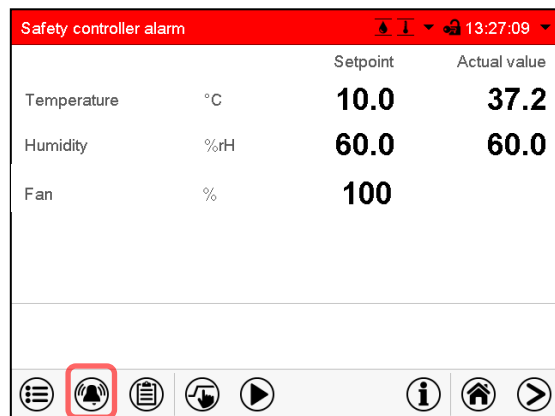 Safety controller alarm 13:27:09
Setpoint Actual value
Temperature °C 10.0 37.2
Humidity %rH 60.0 60.0
Fan % 100